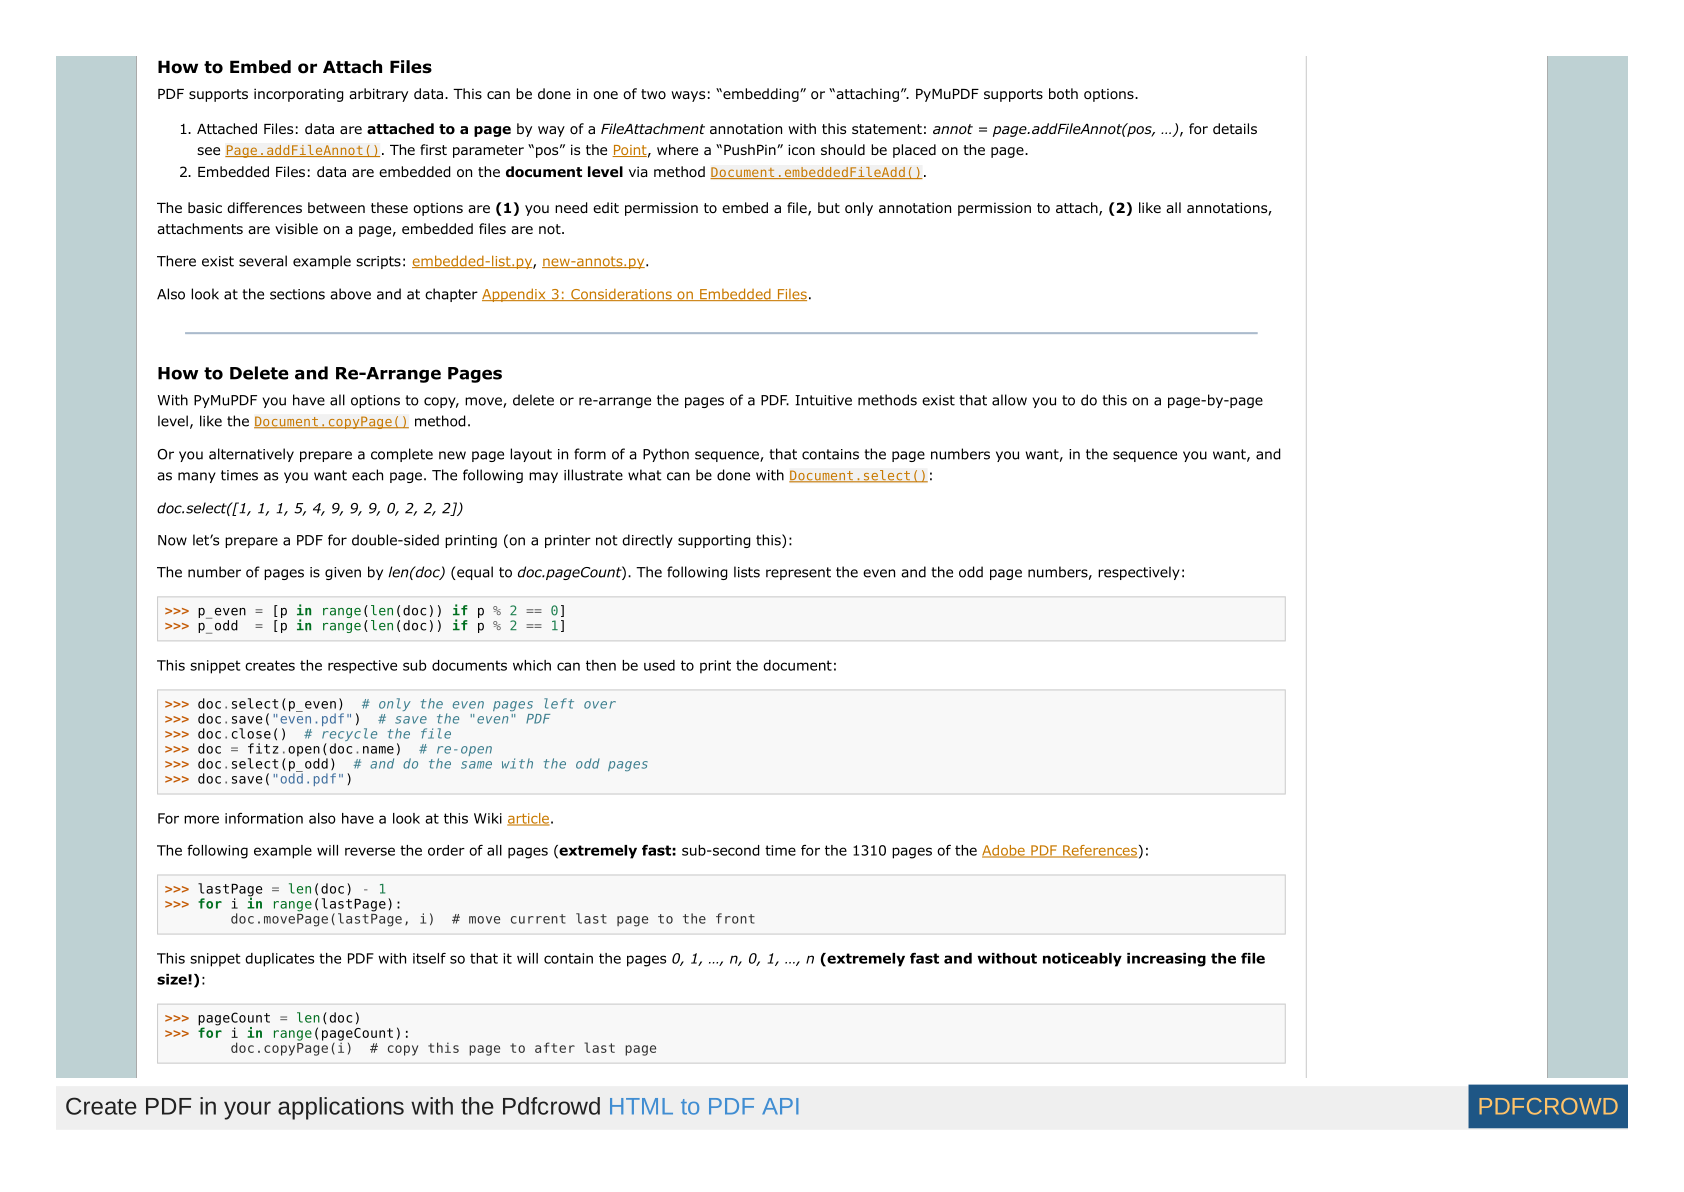 How to Embed or Attach Files
PDF supports incorporating arbitrary data. This can be done in one of two ways: “embedding” or “attaching”. PyMuPDF supports both options.
1. Attached Files: data are attached to a page by way of a FileAttachment annotation with this statement: annot = page.addFileAnnot(pos, …), for details
see Page.addFileAnnot(). The first parameter “pos” is the Point, where a “PushPin” icon should be placed on the page.
2. Embedded Files: data are embedded on the document level via method Document.embeddedFileAdd().
The basic differences between these options are (1) you need edit permission to embed a file, but only annotation permission to attach, (2) like all annotations,
attachments are visible on a page, embedded files are not.
There exist several example scripts: embedded-list.py, new-annots.py.
Also look at the sections above and at chapter Appendix 3: Considerations on Embedded Files.
How to Delete and Re-Arrange Pages
With PyMuPDF you have all options to copy, move, delete or re-arrange the pages of a PDF. Intuitive methods exist that allow you to do this on a page-by-page
level, like the Document.copyPage() method.
Or you alternatively prepare a complete new page layout in form of a Python sequence, that contains the page numbers you want, in the sequence you want, and
as many times as you want each page. The following may illustrate what can be done with Document.select():
doc.select([1, 1, 1, 5, 4, 9, 9, 9, 0, 2, 2, 2])
Now let’s prepare a PDF for double-sided printing (on a printer not directly supporting this):
The number of pages is given by len(doc) (equal to doc.pageCount). The following lists represent the even and the odd page numbers, respectively:
>>> p_even = [p in range(len(doc)) if p % 2 == 0]
>>> p_odd  = [p in range(len(doc)) if p % 2 == 1]
This snippet creates the respective sub documents which can then be used to print the document:
>>> doc.select(p_even)  # only the even pages left over
>>> doc.save("even.pdf")  # save the "even" PDF
>>> doc.close()  # recycle the file
>>> doc = fitz.open(doc.name)  # re-open
>>> doc.select(p_odd)  # and do the same with the odd pages
>>> doc.save("odd.pdf")
For more information also have a look at this Wiki article.
The following example will reverse the order of all pages (extremely fast: sub-second time for the 1310 pages of the Adobe PDF References):
>>> lastPage = len(doc) - 1
>>> for i in range(lastPage):
        doc.movePage(lastPage, i)  # move current last page to the front
This snippet duplicates the PDF with itself so that it will contain the pages 0, 1, …, n, 0, 1, …, n (extremely fast and without noticeably increasing the file
size!):
>>> pageCount = len(doc)
>>> for i in range(pageCount):
        doc.copyPage(i)  # copy this page to after last page
Create PDF in your applications with the Pdfcrowd HTML to PDF API
PDFCROWD